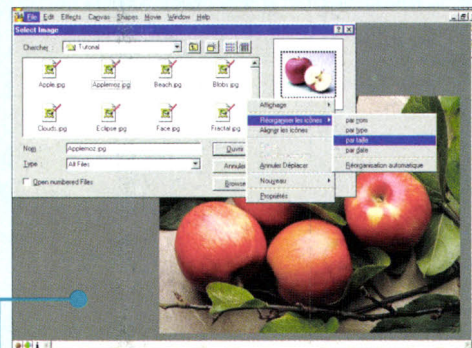 File Edit Effects Canvas Shapes Movie Window Help
Select Image
Chercher Tutorial
Apple.jpg Applemoz.jpg Beach.jpg Blobs.jpg
Clouds.jpg Eclipse.jpg Face.jpg Fractal.jpg
Nom Applemoz.jpg Ouvrir
Type All Files Annuler
Open numbered Files Browse
Affichage
Réorganiser les icônes
Aligner les icônes
Annuler Déplacer
Nouveau
Propriétés
par nom
par type
par taille
par date
Réorganisation automatique